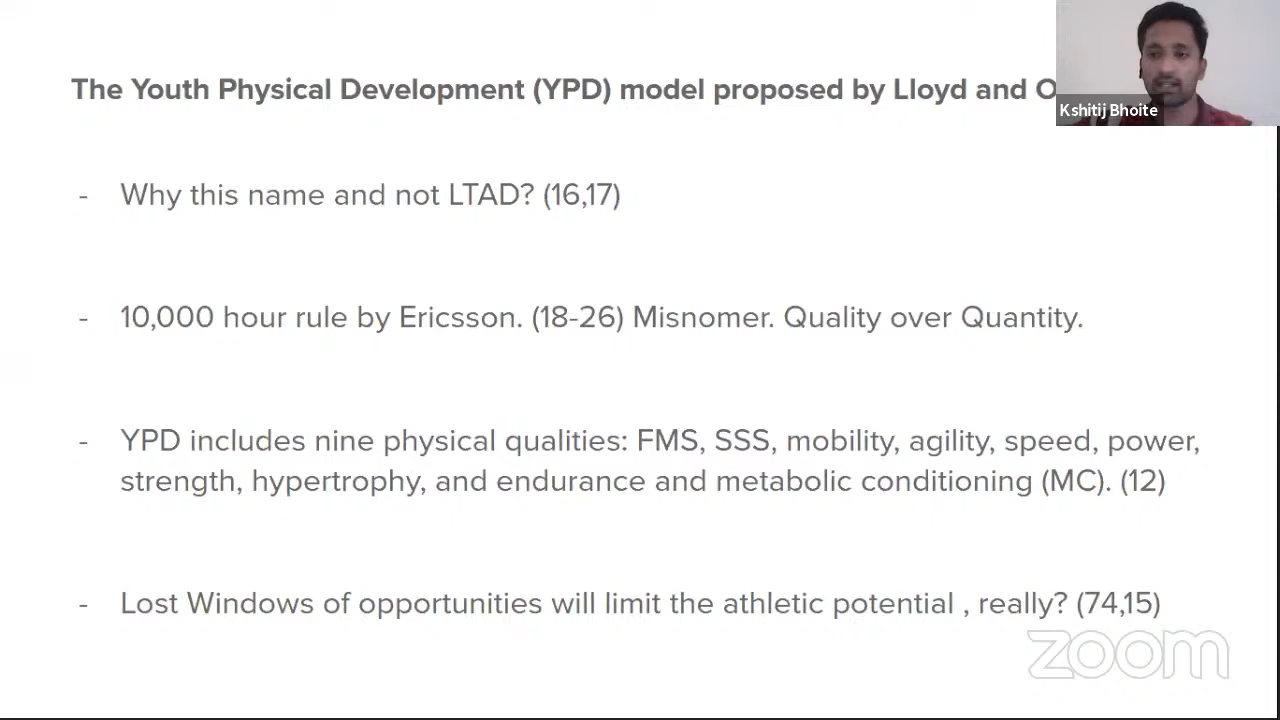 The Youth Physical Development (YPD) model proposed by Lloyd and
Kshitij Bhoite
- Why this name and not LTAD? (16,17)
- 10,000 hour rule by Ericsson. (18-26) Misnomer. Quality over Quantity.
- YPD includes nine physical qualities: FMS, SSS, mobility, agility, speed, power,
strength, hypertrophy, and endurance and metabolic conditioning (MC). (12)
- Lost Windows of opportunities will limit the athletic potential , really? (74,15)
zoom